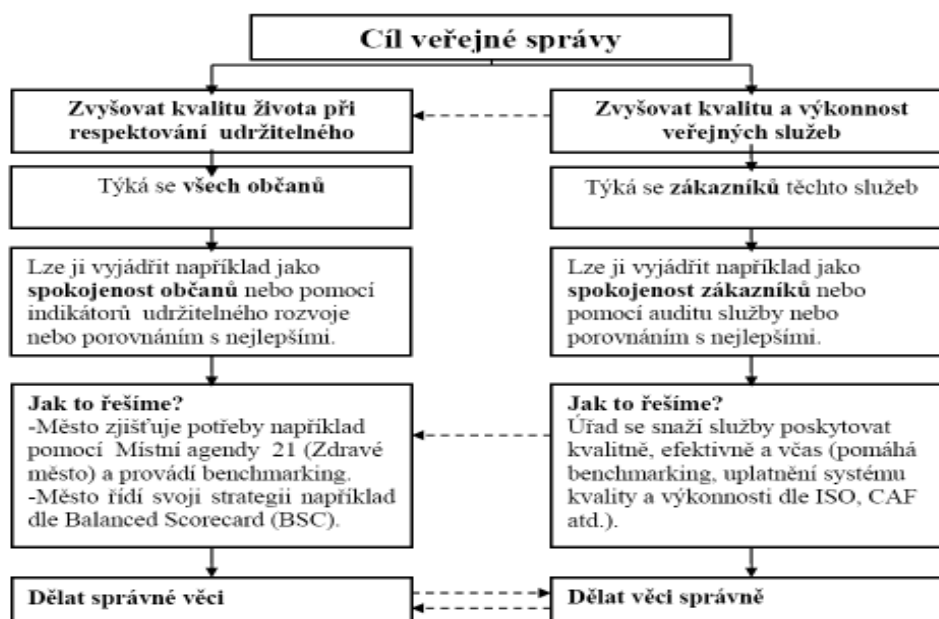 Cíl veřejné správy
Zvyšovat kvalitu života při
respektování udržitelného
Zvyšovat kvalitu a výkonnost
veřejných služeb
Týká se všech občanů
Týká se zákazníků těchto služeb
Lze ji vyjádřit například jako
spokojenost občanů nebo pomocí
indikátorů udržitelného rozvoje
nebo porovnáním s nejlepšími.
Lze ji vyjádřit například jako
spokojenost zákazníků nebo
pomocí auditu služby nebo
porovnáním s nejlepšími.
Jak to řešíme?
-Město zjišťuje potřeby například
pomocí Místní agendy 21 (Zdravé
město) a provádí benchmarking.
-Město řídí svoji strategii například
dle Balanced Scorecard (BSC).
Jak to řešíme?
Úřad se snaží služby poskytovat
kvalitně, efektivně a včas (pomáhá
benchmarking, uplatnění systému
kvality a výkonnosti dle ISO, CAF
atd.).
Dělat správné věci
Dělat věci správně